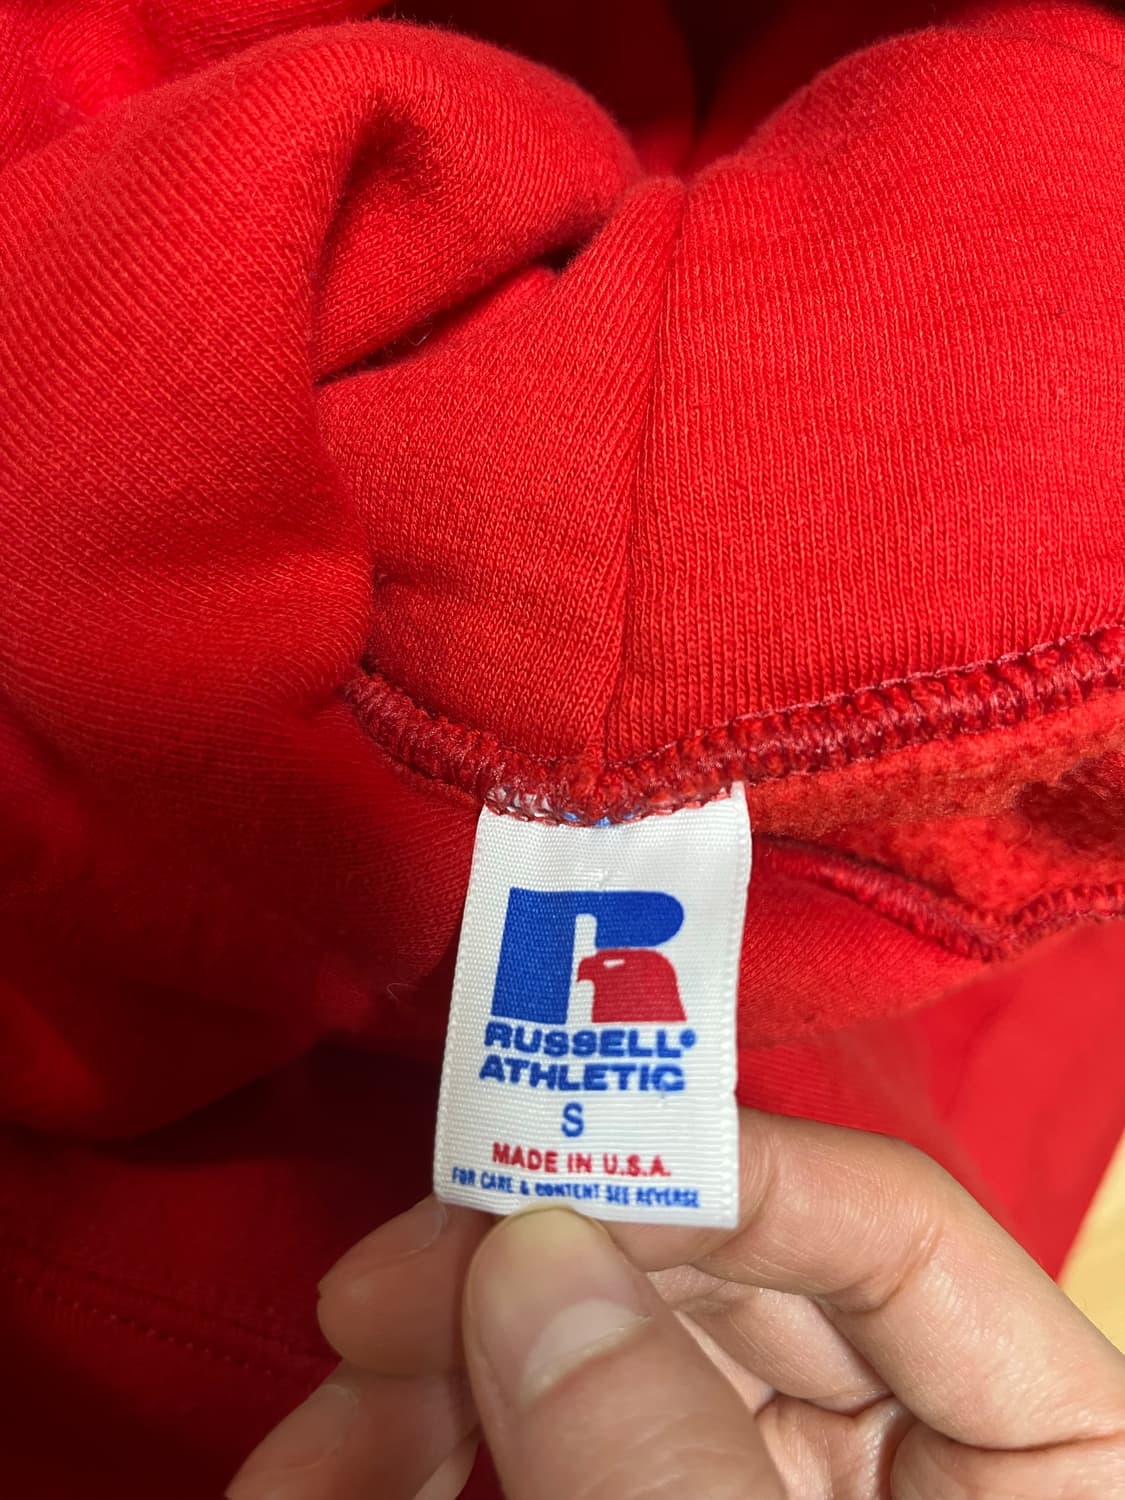 R
RUSSELL®
ATHLETIC
S
MADE IN U.S.A.
FOR CARE & CONTENT SEE REVERSE